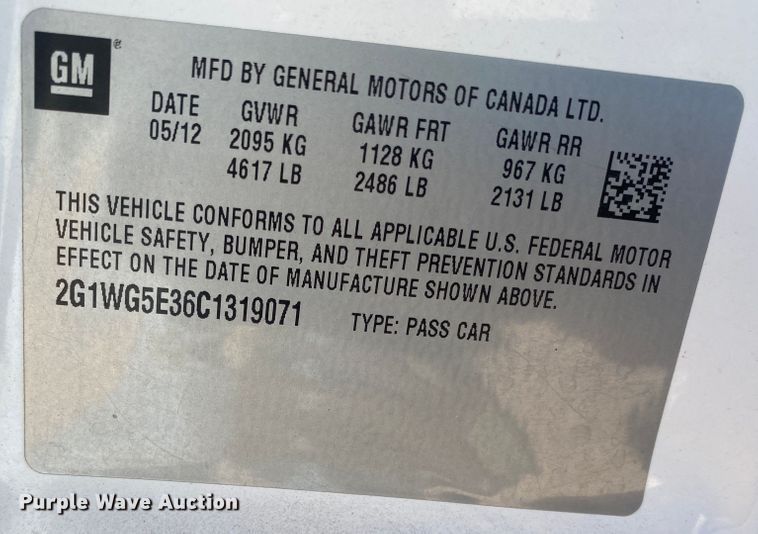 GM ®
MFD BY GENERAL MOTORS OF CANADA LTD.
DATE GVWR GAWR FRT GAWR RR
05/12 2095 KG 1128 KG 967 KG
4617 LB 2486 LB 2131 LB
THIS VEHICLE CONFORMS TO ALL APPLICABLE U.S. FEDERAL MOTOR
VEHICLE SAFETY, BUMPER, AND THEFT PREVENTION STANDARDS IN
EFFECT ON THE DATE OF MANUFACTURE SHOWN ABOVE.
2G1WG5E36C1319071 TYPE: PASS CAR
Purple Wave Auction